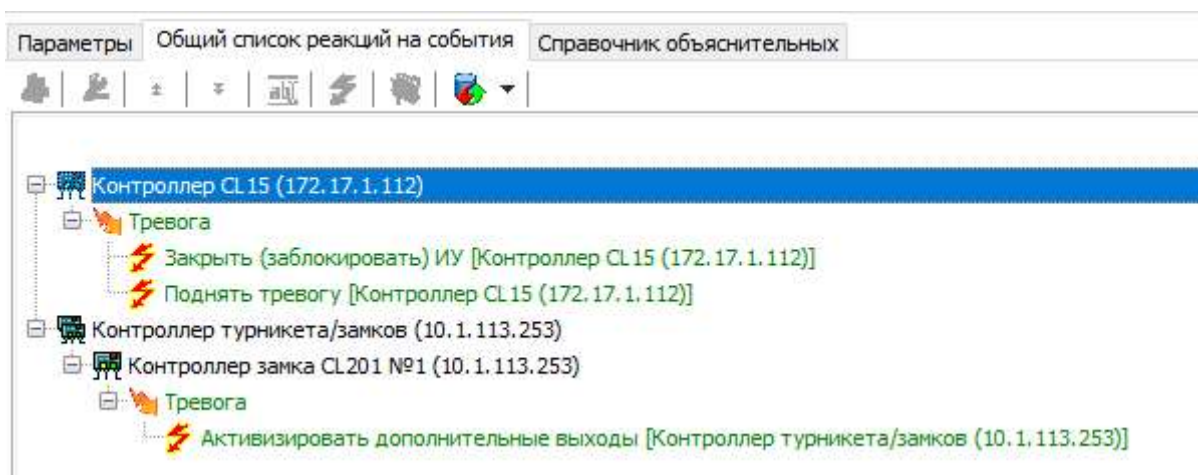 Параметры Общий список реакций на события Справочник объяснительных
abl
Контроллер CL15 (172.17.1.112)
Тревога
Закрыть (заблокировать) ИУ [Контроллер CL15 (172.17.1.112)]
Поднять тревогу [Контроллер CL15 (172.17.1.112)]
Контроллер турникета/замков (10.1.113.253)
Контроллер замка CL201 №1 (10.1.113.253)
Тревога
Активизировать дополнительные выходы [Контроллер турникета/замков (10.1.113.253)]